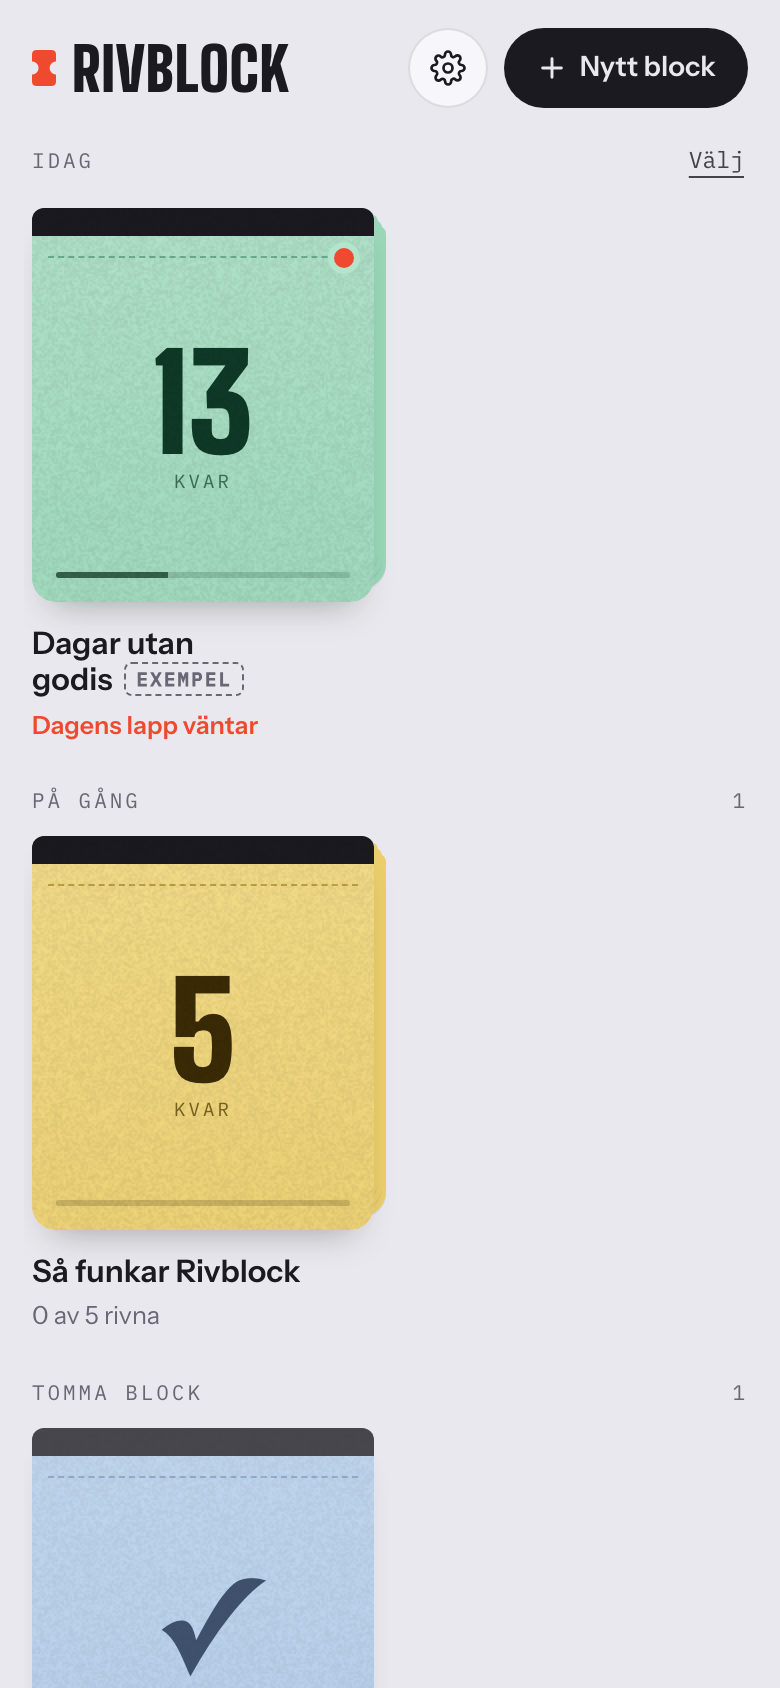 RIVBLOCK
Nytt block
IDAG
Välj
13
KVAR
Dagar utan
godis EXEMPEL
Dagens lapp väntar
PÅ GÅNG 1
5
KVAR
Så funkar Rivblock
0 av 5 rivna
TOMMA BLOCK 1